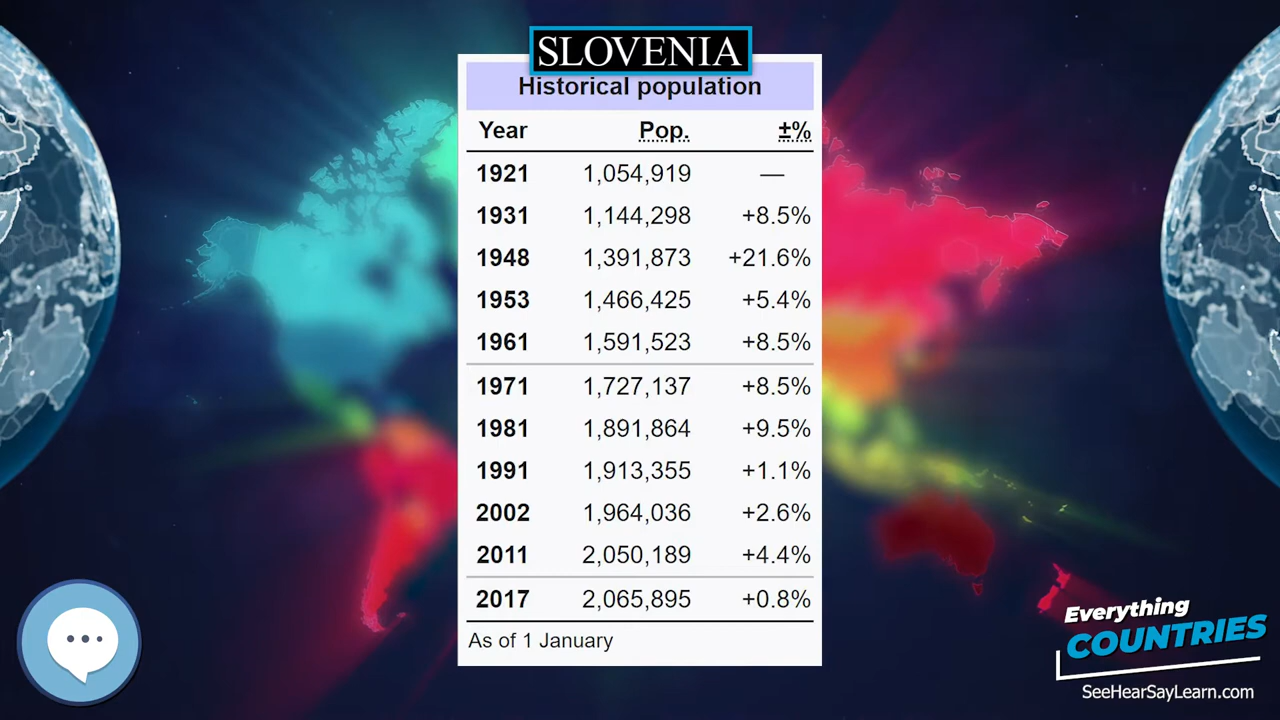 SLOVENIA
Historical population
Year Pop. ±%
1921 1,054,919 —
1931 1,144,298 +8.5%
1948 1,391,873 +21.6%
1953 1,466,425 +5.4%
1961 1,591,523 +8.5%
1971 1,727,137 +8.5%
1981 1,891,864 +9.5%
1991 1,913,355 +1.1%
2002 1,964,036 +2.6%
2011 2,050,189 +4.4%
2017 2,065,895 +0.8%
As of 1 January
Everything
COUNTRIES
SeeHearSayLearn.com